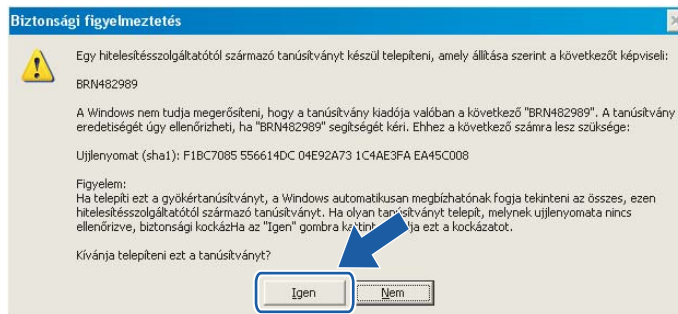 Biztonsági figyelmeztetés
Egy hitelesítésszolgáltatótól származó tanúsítványt készül telepíteni, amely állítása szerint a következőt képviseli:
BRN482989
A Windows nem tudja megerősíteni, hogy a tanúsítvány kiadója valóban a következő "BRN482989". A tanúsítvány
eredetiségét úgy ellenőrizheti, ha "BRN482989" segítségét kéri. Ehhez a következő számra lesz szüksége:
Ujjlenyomat (sha1): F1BC7085 556614DC 04E92A73 1C4AE3FA EA45C008
Figyelem:
Ha telepíti ezt a gyökértanúsítványt, a Windows automatikusan megbízhatónak fogja tekinteni az összes, ezen
hitelesítésszolgáltatótól származó tanúsítványt. Ha olyan tanúsítványt telepít, melynek ujjlenyomata nincs
ellenőrizve, biztonsági kockázHa az "Igen" gombra kattint ezt a kockázatot.
Kívánja telepíteni ezt a tanúsítványt?
Igen
Nem